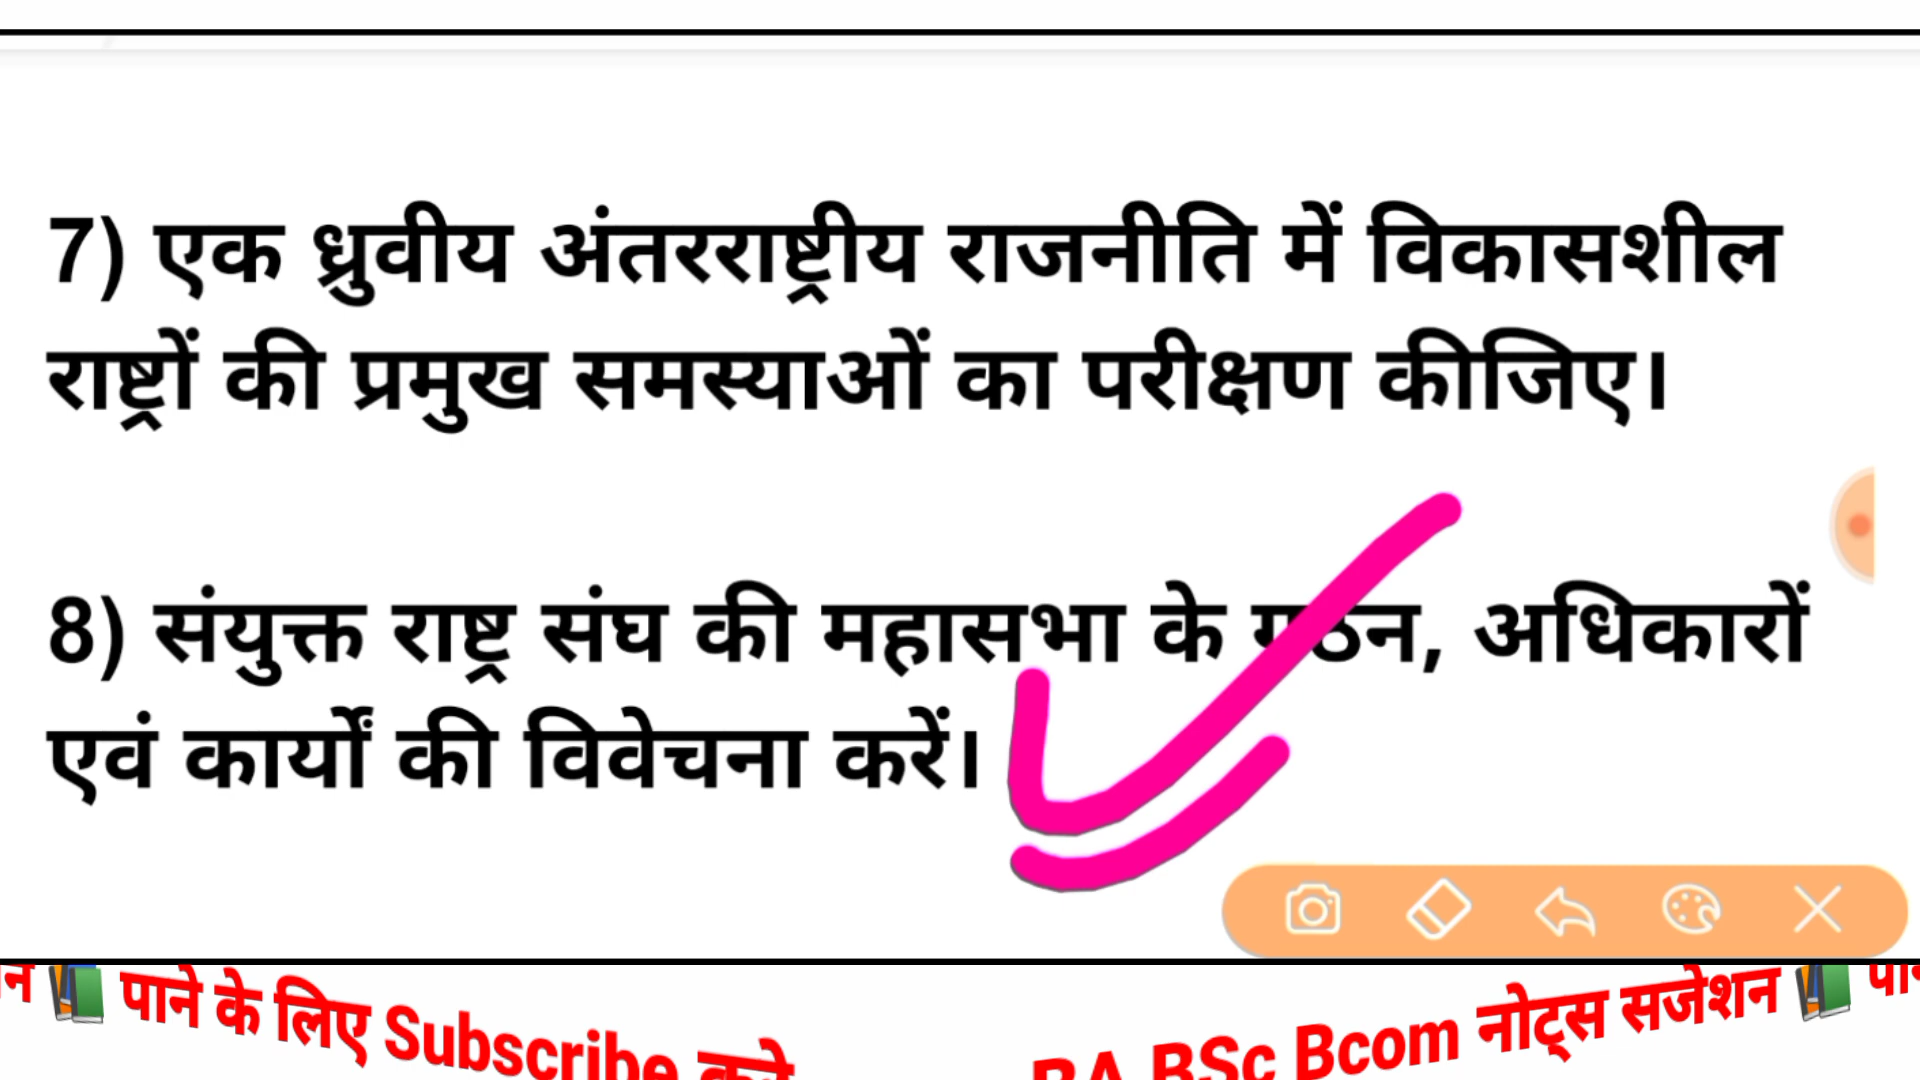 7) एक ध्रुवीय अंतरराष्ट्रीय राजनीति में विकासशील
राष्ट्रों की प्रमुख समस्याओं का परीक्षण कीजिए।
8) संयुक्त राष्ट्र संघ की महासभा के गठन, अधिकारों
एवं कार्यों की विवेचना करें।
पाने के लिए Subscribe करे BA BSc Bcom नोट्स सजेशन